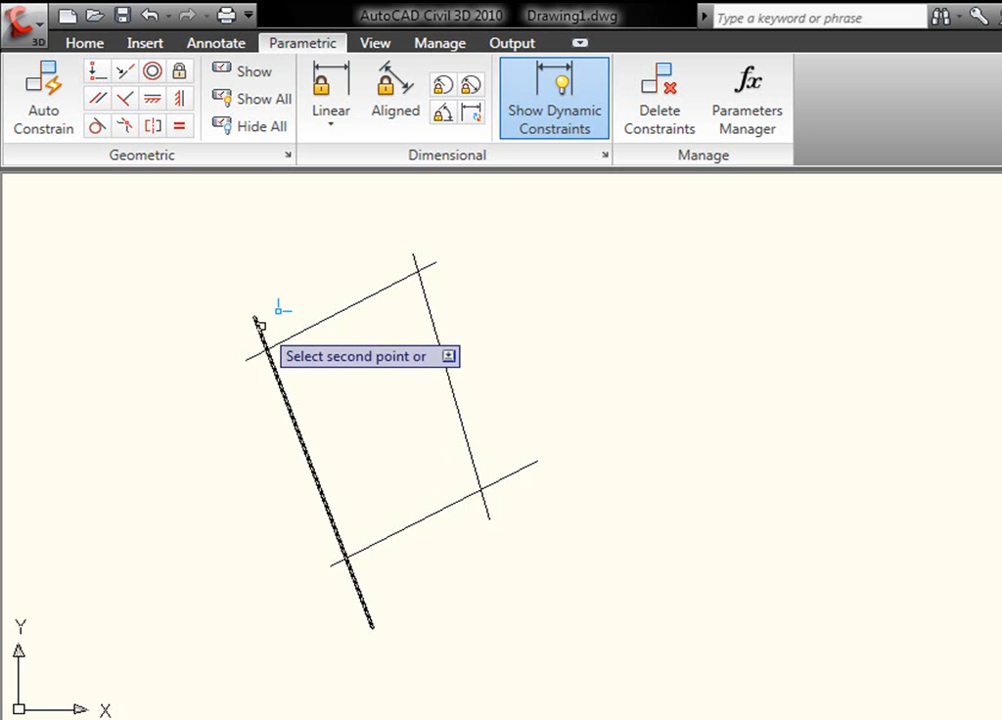 AutoCAD Civil 3D 2010 Drawing1.dwg
Type a keyword or phrase
3D
Home Insert Annotate Parametric View Manage Output
Auto
Constrain
Show
Show All
Hide All
Linear
Aligned
Show Dynamic
Constraints
Delete
Constraints
fx
Parameters
Manager
Geometric
Dimensional
Manage
Select second point or
Y
X